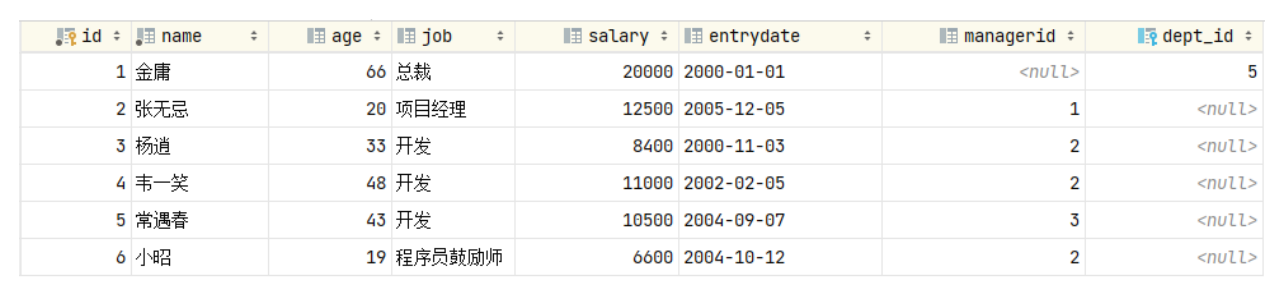 id name age job salary entrydate managerid dept_id
1 金庸 66 总裁 20000 2000-01-01 <null> 5
2 张无忌 20 项目经理 12500 2005-12-05 1 <null>
3 杨逍 33 开发 8400 2000-11-03 2 <null>
4 韦一笑 48 开发 11000 2002-02-05 2 <null>
5 常遇春 43 开发 10500 2004-09-07 3 <null>
6 小昭 19 程序员鼓励师 6600 2004-10-12 2 <null>